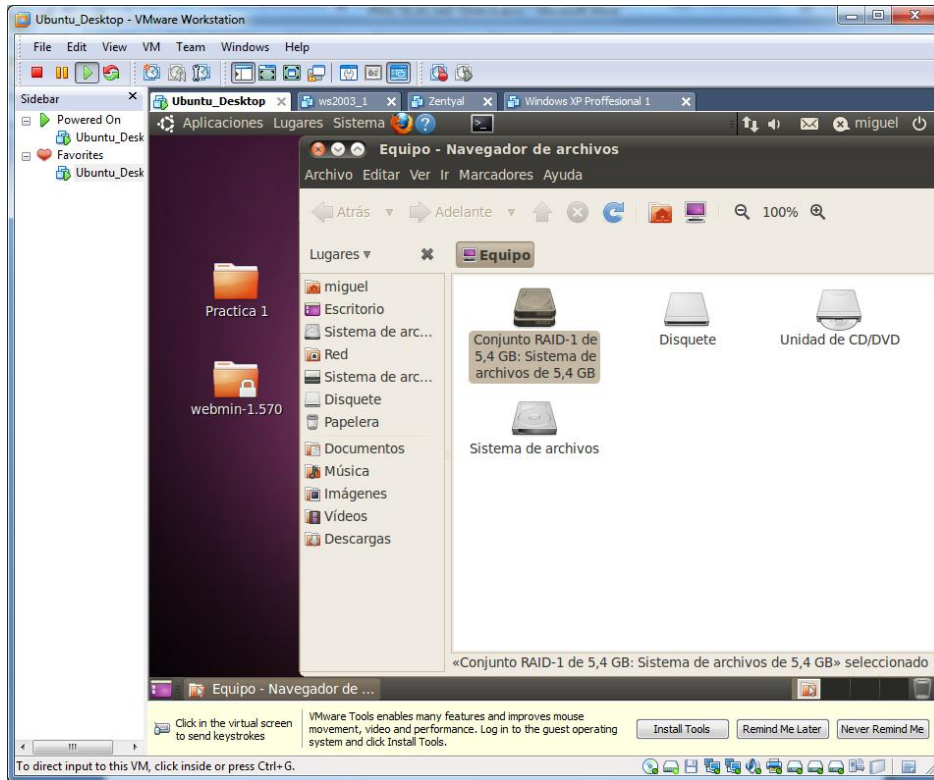 Ubuntu_Desktop - VMware Workstation
File Edit View VM Team Windows Help
Sidebar
Powered On
Ubuntu_Desk
Favorites
Ubuntu_Desk
Ubuntu_Desktop ws2003_1 Zentyal Windows XP Proffesional 1
Aplicaciones Lugares Sistema miguel
Equipo - Navegador de archivos
Archivo Editar Ver Ir Marcadores Ayuda
Atrás Adelante 100%
Lugares Equipo
miguel
Escritorio
Sistema de arc...
Red
Sistema de arc...
Disquete
Papelera
Documentos
Música
Imágenes
Vídeos
Descargas
Practica 1
webmin-1.570
Conjunto RAID-1 de
5,4 GB: Sistema de
archivos de 5,4 GB
Disquete
Unidad de CD/DVD
Sistema de archivos
«Conjunto RAID-1 de 5,4 GB: Sistema de archivos de 5,4 GB» seleccionado
Equipo - Navegador de ...
Click in the virtual screen
to send keystrokes
VMware Tools enables many features and improves mouse
movement, video and performance. Log in to the guest operating
system and click Install Tools.
Install Tools Remind Me Later Never Remind Me
To direct input to this VM, click inside or press Ctrl+G.